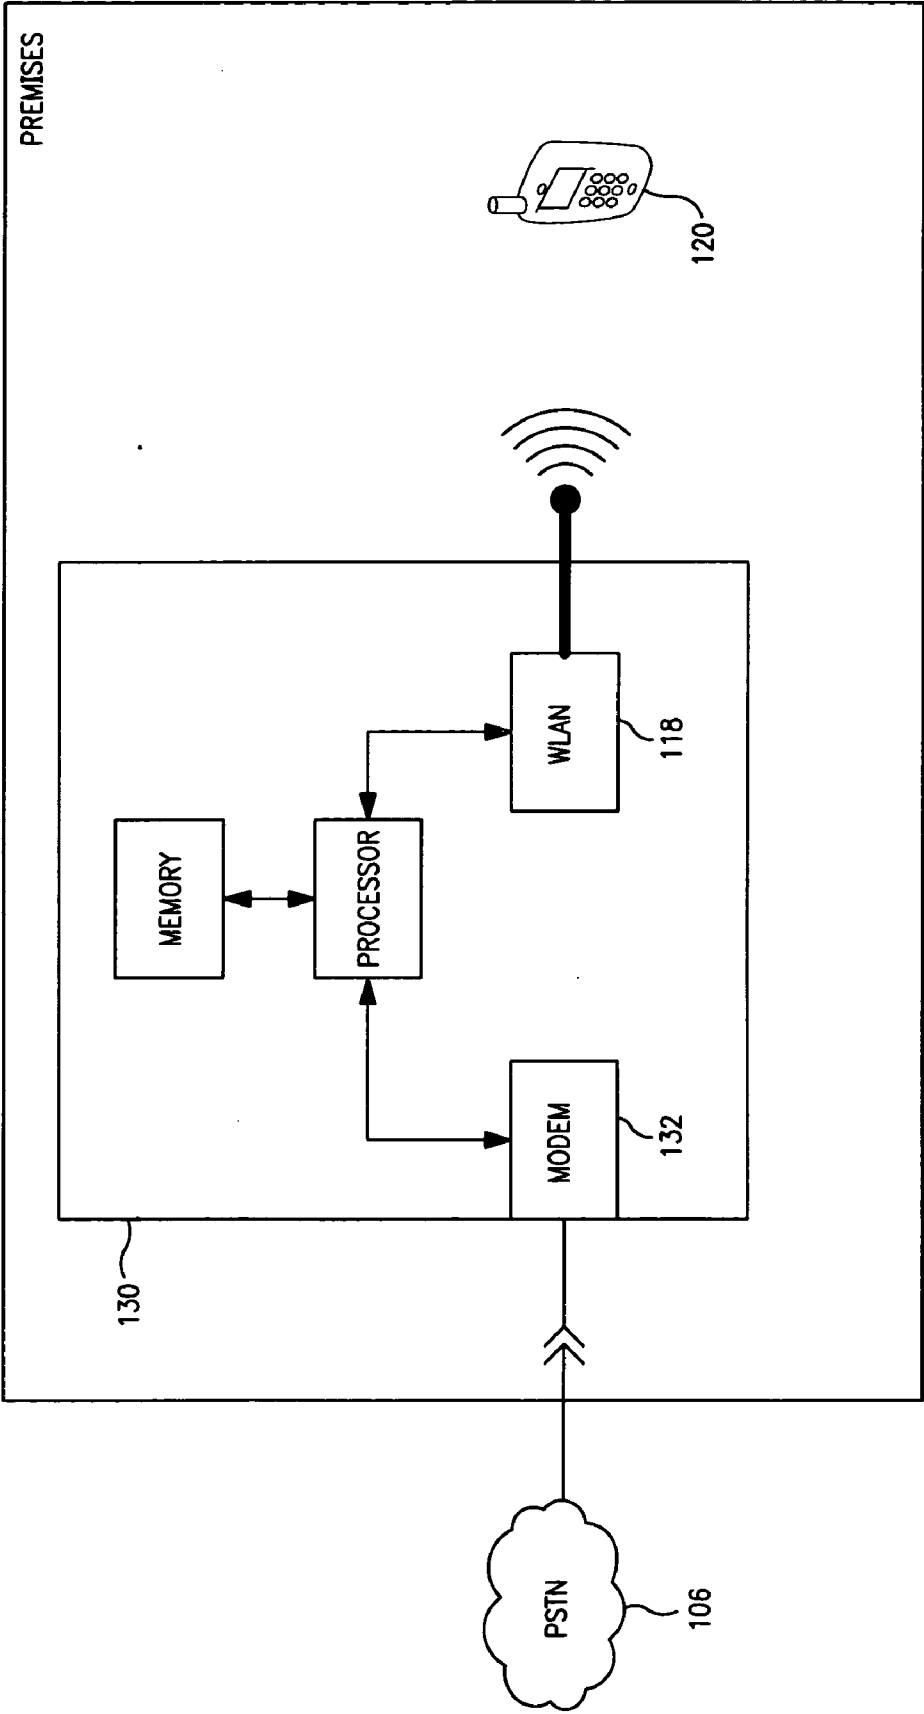 PREMISES
130
MEMORY
PROCESSOR
PSTN
106
MODEM
132
WLAN
118
120